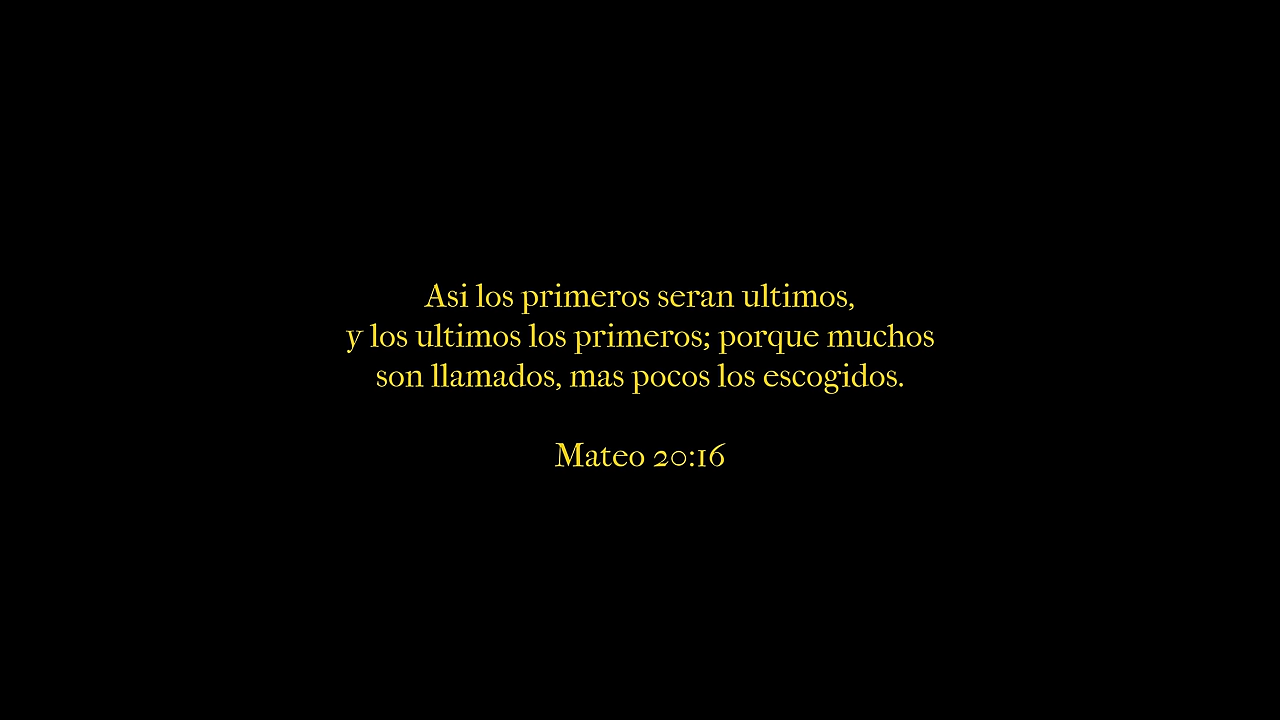 Asi los primeros seran ultimos,
y los ultimos los primeros; porque muchos
son llamados, mas pocos los escogidos.
Mateo 20:16